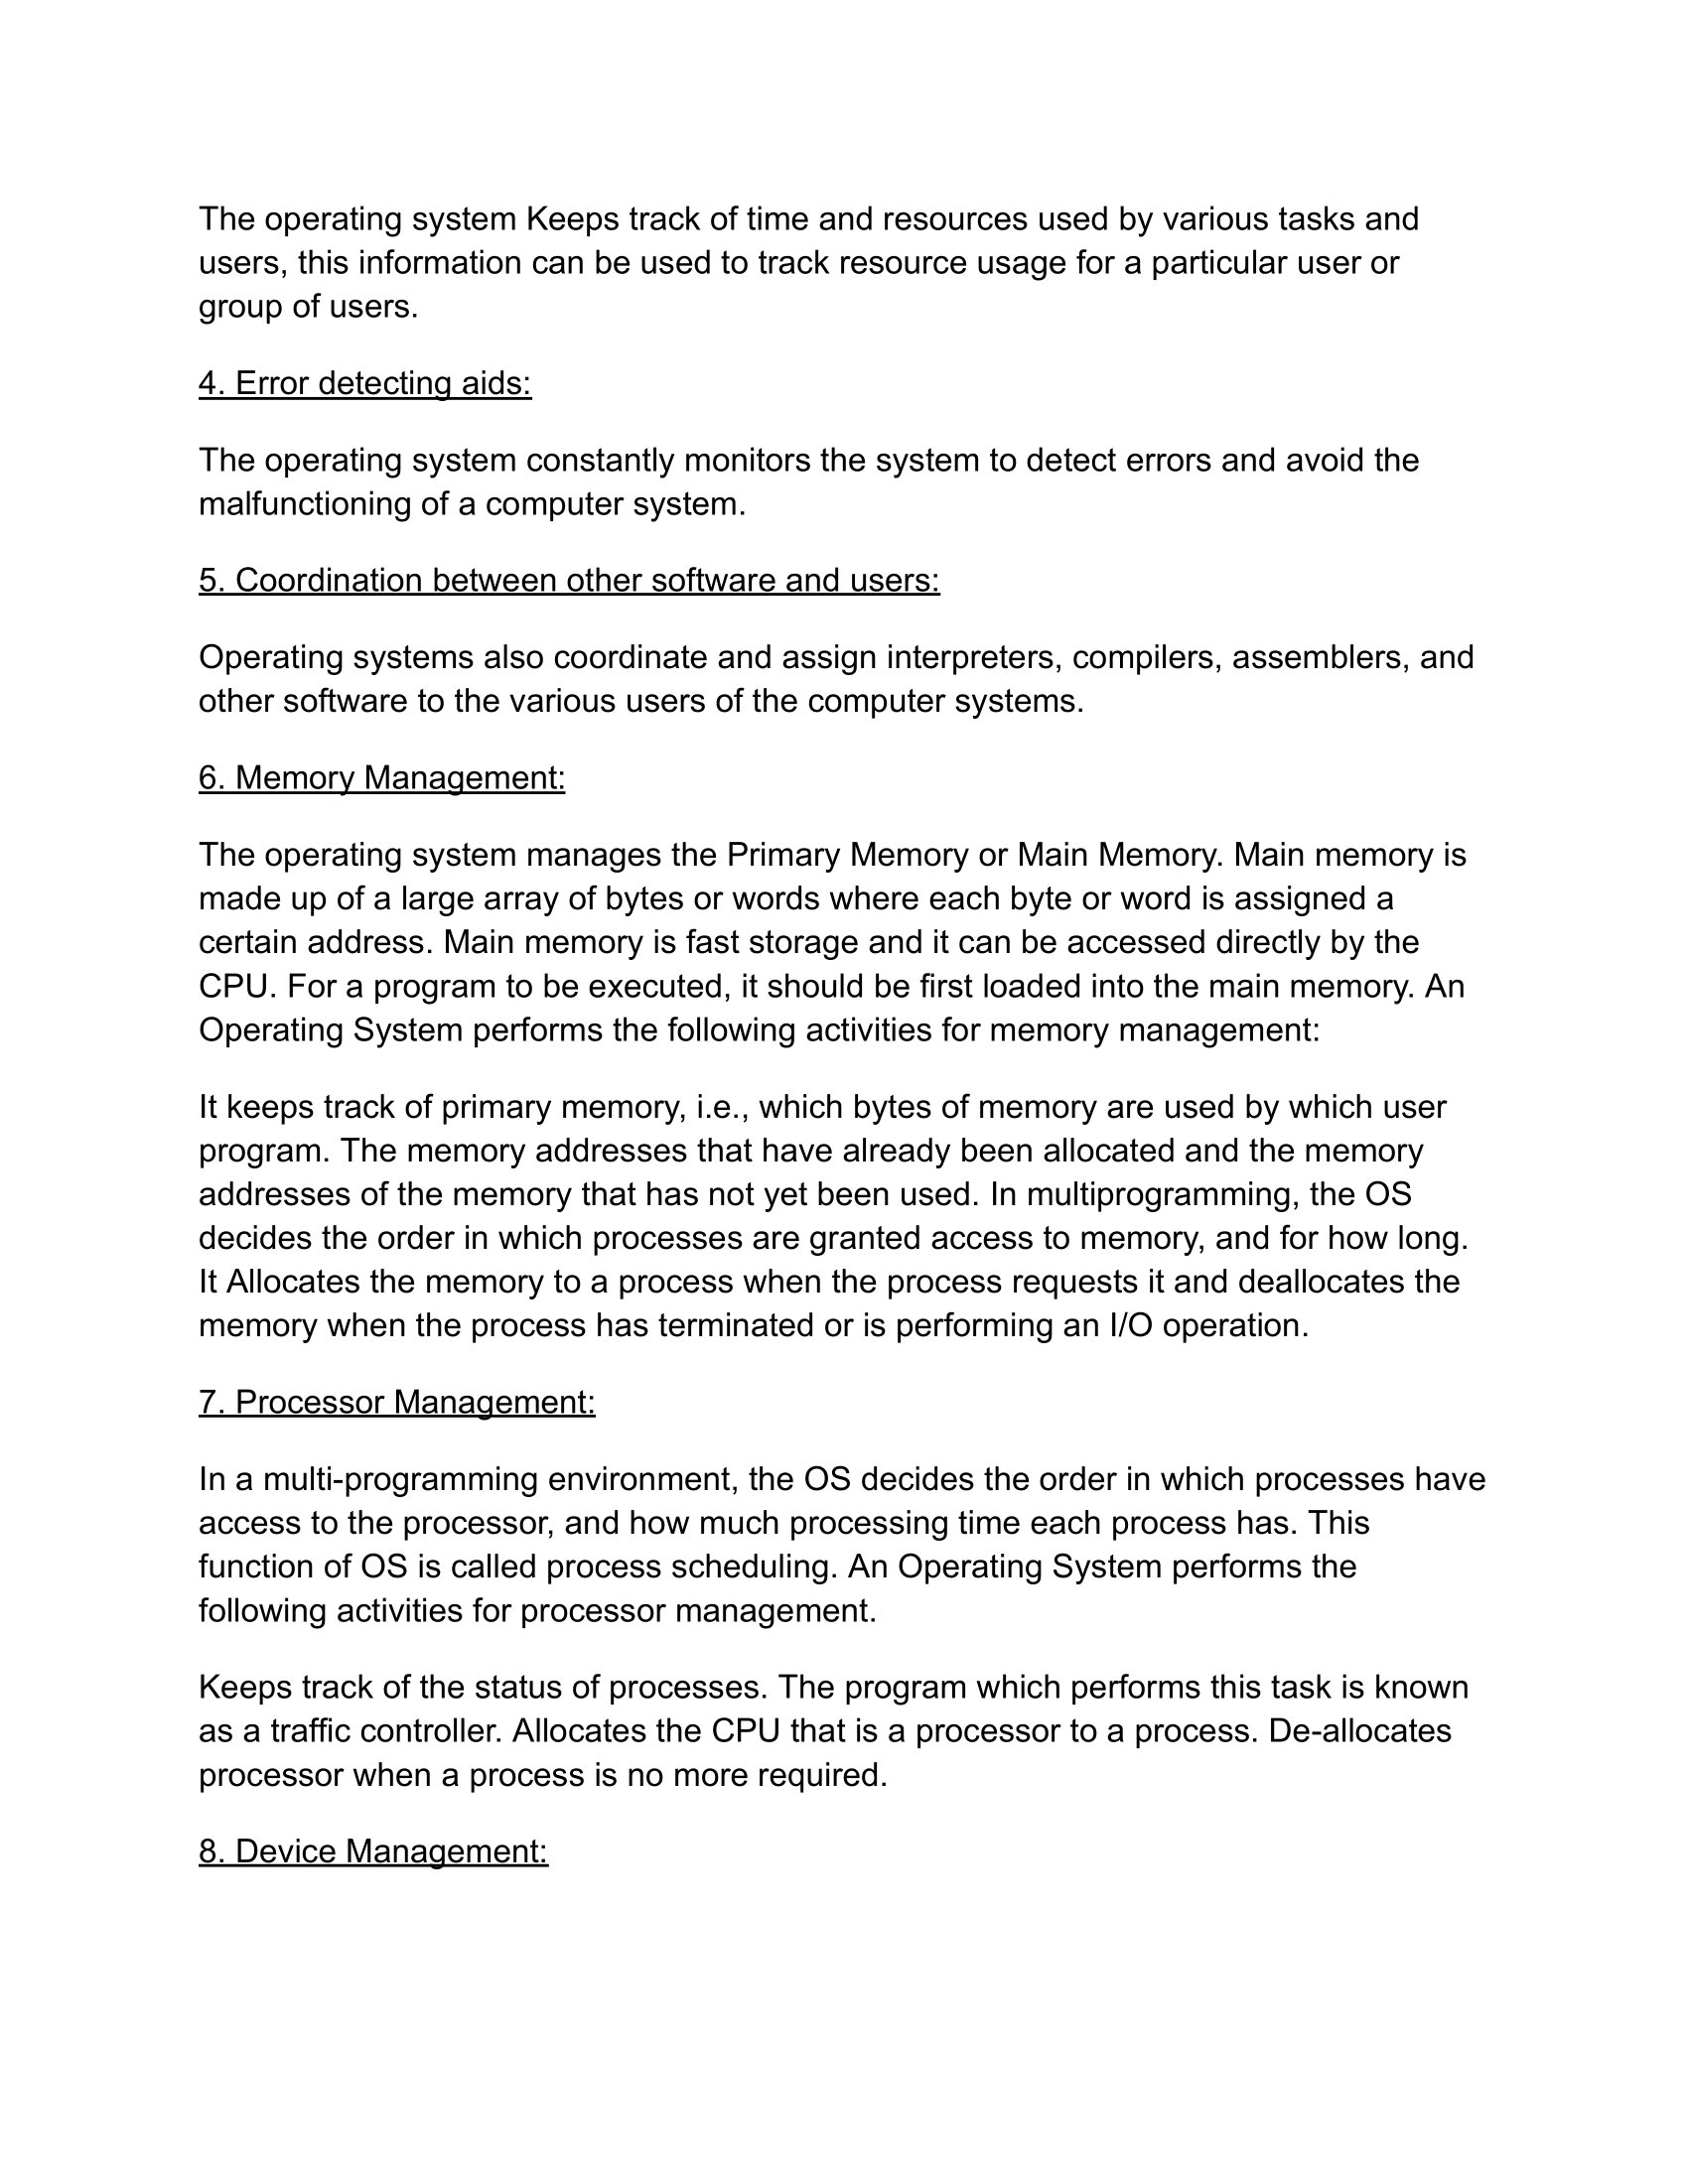 The operating system Keeps track of time and resources used by various tasks and
users, this information can be used to track resource usage for a particular user or
group of users.
4. Error detecting aids:
The operating system constantly monitors the system to detect errors and avoid the
malfunctioning of a computer system.
5. Coordination between other software and users:
Operating systems also coordinate and assign interpreters, compilers, assemblers, and
other software to the various users of the computer systems.
6. Memory Management:
The operating system manages the Primary Memory or Main Memory. Main memory is
made up of a large array of bytes or words where each byte or word is assigned a
certain address. Main memory is fast storage and it can be accessed directly by the
CPU. For a program to be executed, it should be first loaded into the main memory. An
Operating System performs the following activities for memory management:
It keeps track of primary memory, i.e., which bytes of memory are used by which user
program. The memory addresses that have already been allocated and the memory
addresses of the memory that has not yet been used. In multiprogramming, the OS
decides the order in which processes are granted access to memory, and for how long.
It Allocates the memory to a process when the process requests it and deallocates the
memory when the process has terminated or is performing an I/O operation.
7. Processor Management:
In a multi-programming environment, the OS decides the order in which processes have
access to the processor, and how much processing time each process has. This
function of OS is called process scheduling. An Operating System performs the
following activities for processor management.
Keeps track of the status of processes. The program which performs this task is known
as a traffic controller. Allocates the CPU that is a processor to a process. De-allocates
processor when a process is no more required.
8. Device Management: